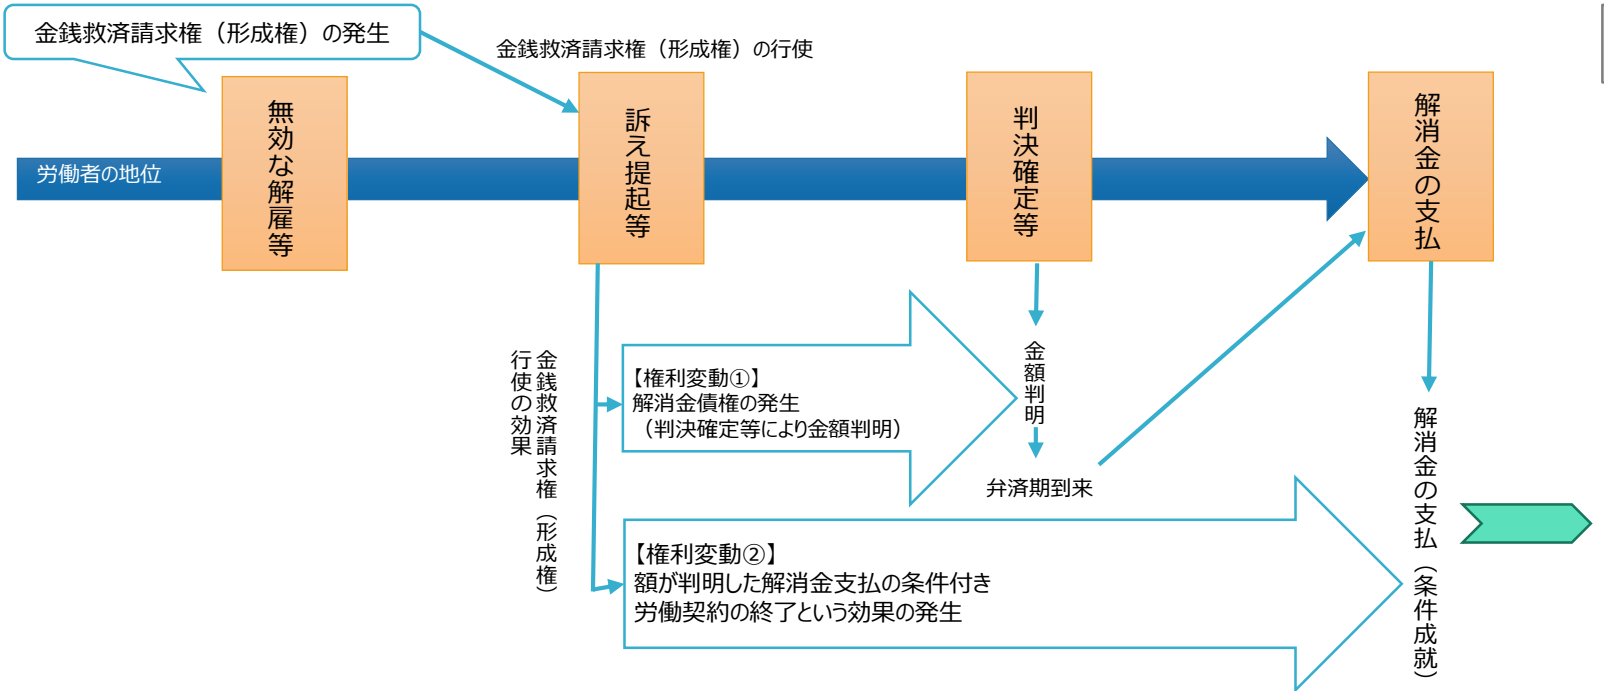 金銭救済請求権（形成権）の発生
金銭救済請求権（形成権）の行使
労働者の地位
無効な解雇等
訴え提起等
判決確定等
解消金の支払
金銭救済請求権（形成権）
行使の効果
【権利変動①】
解消金債権の発生
（判決確定等により金額判明）
金額判明
弁済期到来
【権利変動②】
額が判明した解消金支払の条件付き
労働契約の終了という効果の発生
解消金の支払（条件成就）